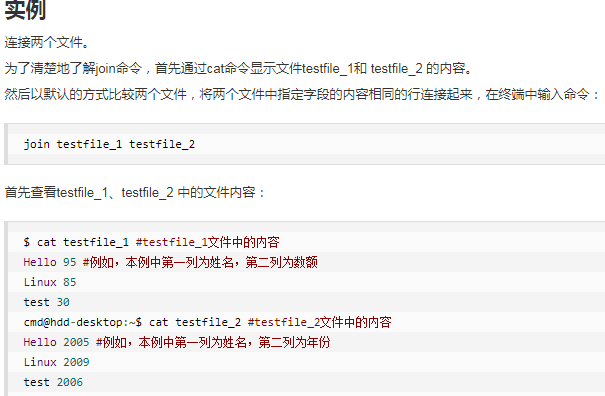 实例
连接两个文件。
为了清楚地了解join命令，首先通过cat命令显示文件testfile_1和 testfile_2 的内容。
然后以默认的方式比较两个文件，将两个文件中指定字段的内容相同的行连接起来，在终端中输入命令：
join testfile_1 testfile_2
首先查看testfile_1、testfile_2 中的文件内容：
$ cat testfile_1 #testfile_1文件中的内容
Hello 95 #例如，本例中第一列为姓名，第二列为数额
Linux 85
test 30
cmd@hdd-desktop:~$ cat testfile_2 #testfile_2文件中的内容
Hello 2005 #例如，本例中第一列为姓名，第二列为年份
Linux 2009
test 2006